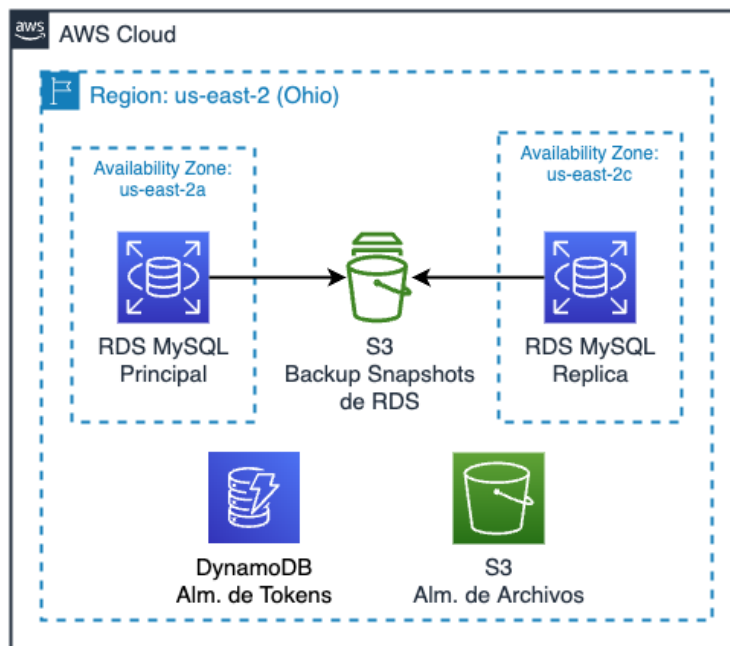 aws
AWS Cloud
Region: us-east-2 (Ohio)
Availability Zone:
us-east-2a
Availability Zone:
us-east-2c
RDS MySQL
Principal
S3
Backup Snapshots
de RDS
RDS MySQL
Replica
DynamoDB
Alm. de Tokens
S3
Alm. de Archivos